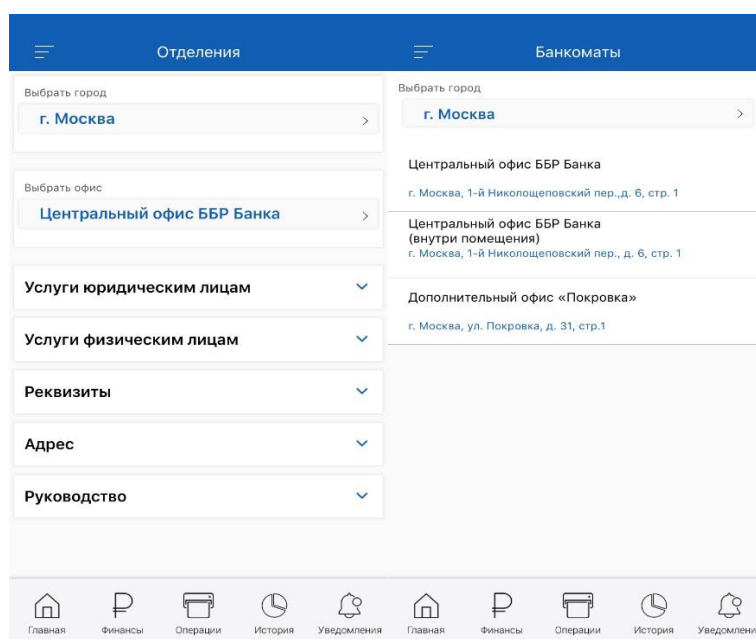 Отделения
Выбрать город
г. Москва
Выбрать офис
Центральный офис ББР Банка
Услуги юридическим лицам
Услуги физическим лицам
Реквизиты
Адрес
Руководство
Главная
Финансы
Операции
История
Уведомления
Банкоматы
Выбрать город
г. Москва
Центральный офис ББР Банка
г. Москва, 1-й Николощеповский пер.,д. 6, стр. 1
Центральный офис ББР Банка
(внутри помещения)
г. Москва, 1-й Николощеповский пер., д. 6, стр. 1
Дополнительный офис «Покровка»
г. Москва, ул. Покровка, д. 31, стр.1
Главная
Финансы
Операции
История
Уведомлени